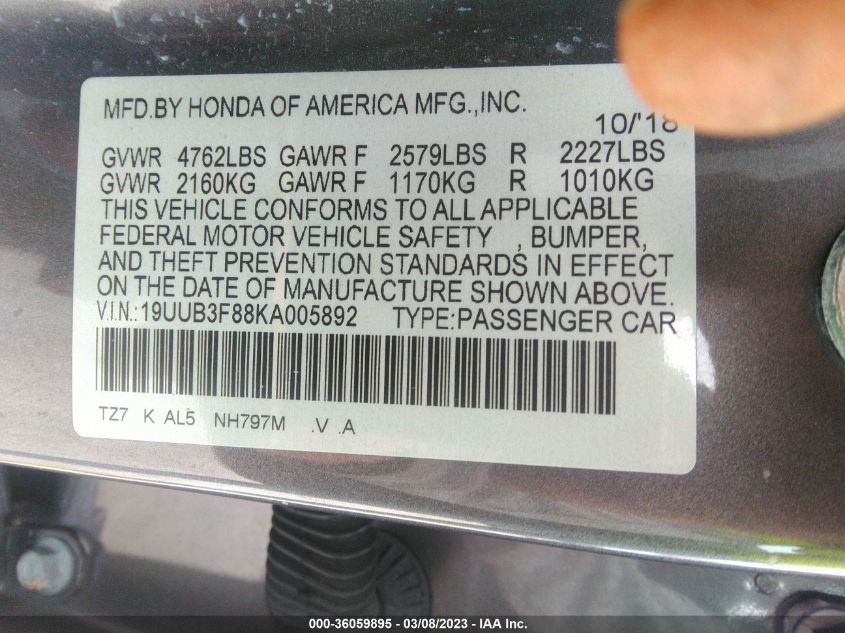 MFD.BY HONDA OF AMERICA MFG.,INC.
10/'18
GVWR 4762LBS GAWR F 2579LBS R 2227LBS
GVWR 2160KG GAWR F 1170KG R 1010KG
THIS VEHICLE CONFORMS TO ALL APPLICABLE
FEDERAL MOTOR VEHICLE SAFETY , BUMPER,
AND THEFT PREVENTION STANDARDS IN EFFECT
ON THE DATE OF MANUFACTURE SHOWN ABOVE.
V.I.N.:19UUB3F88KA005892 TYPE:PASSENGER CAR
TZ7 K AL5 NH797M .V .A
000-36059895 - 03/08/2023 - IAA Inc.